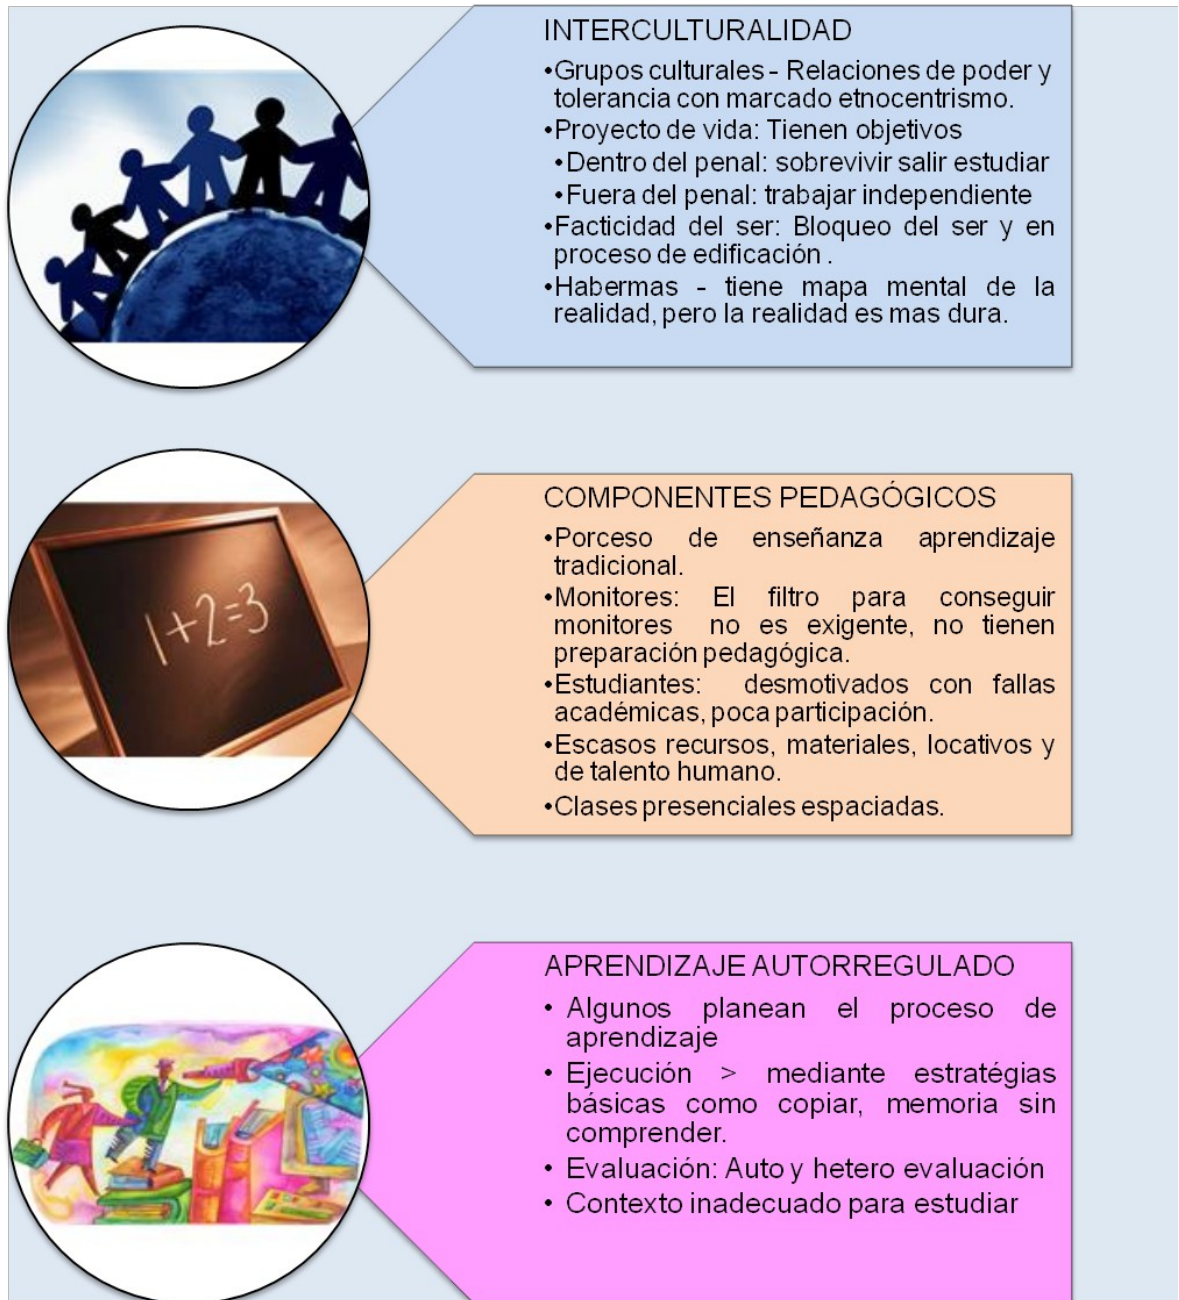 INTERCULTURALIDAD
•Grupos culturales - Relaciones de poder y
tolerancia con marcado etnocentrismo.
•Proyecto de vida: Tienen objetivos
•Dentro del penal: sobrevivir salir estudiar
•Fuera del penal: trabajar independiente
•Facticidad del ser: Bloqueo del ser y en
proceso de edificación .
•Habermas - tiene mapa mental de la
realidad, pero la realidad es mas dura.
1+2=3
COMPONENTES PEDAGÓGICOS
•Porceso de enseñanza aprendizaje
tradicional.
•Monitores: El filtro para conseguir
monitores no es exigente, no tienen
preparación pedagógica.
•Estudiantes: desmotivados con fallas
académicas, poca participación.
•Escasos recursos, materiales, locativos y
de talento humano.
•Clases presenciales espaciadas.
APRENDIZAJE AUTORREGULADO
• Algunos planean el proceso de
aprendizaje
• Ejecución > mediante estratégias
básicas como copiar, memoria sin
comprender.
• Evaluación: Auto y hetero evaluación
• Contexto inadecuado para estudiar